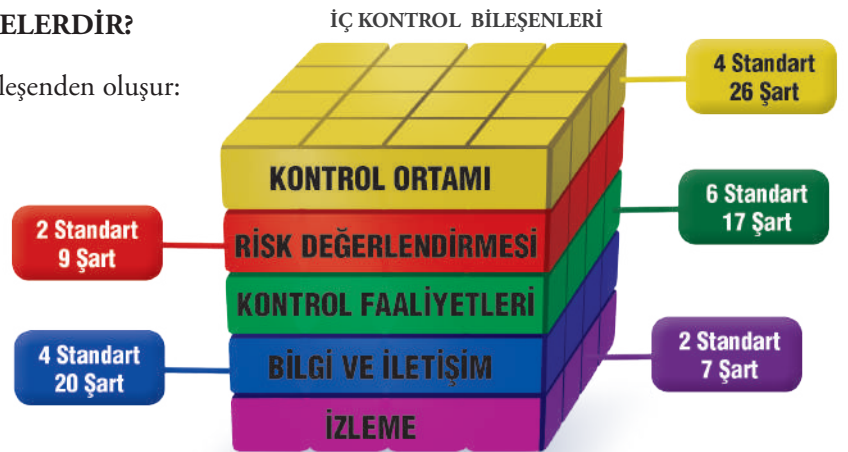 ELERDİR?
İÇ KONTROL BİLEŞENLERİ
leşenden oluşur:
4 Standart
26 Şart
KONTROL ORTAMI
6 Standart
17 Şart
2 Standart
9 Şart
RİSK DEĞERLENDİRMESİ
KONTROL FAALİYETLERİ
4 Standart
20 Şart
BİLGİ VE İLETİŞİM
2 Standart
7 Şart
İZLEME